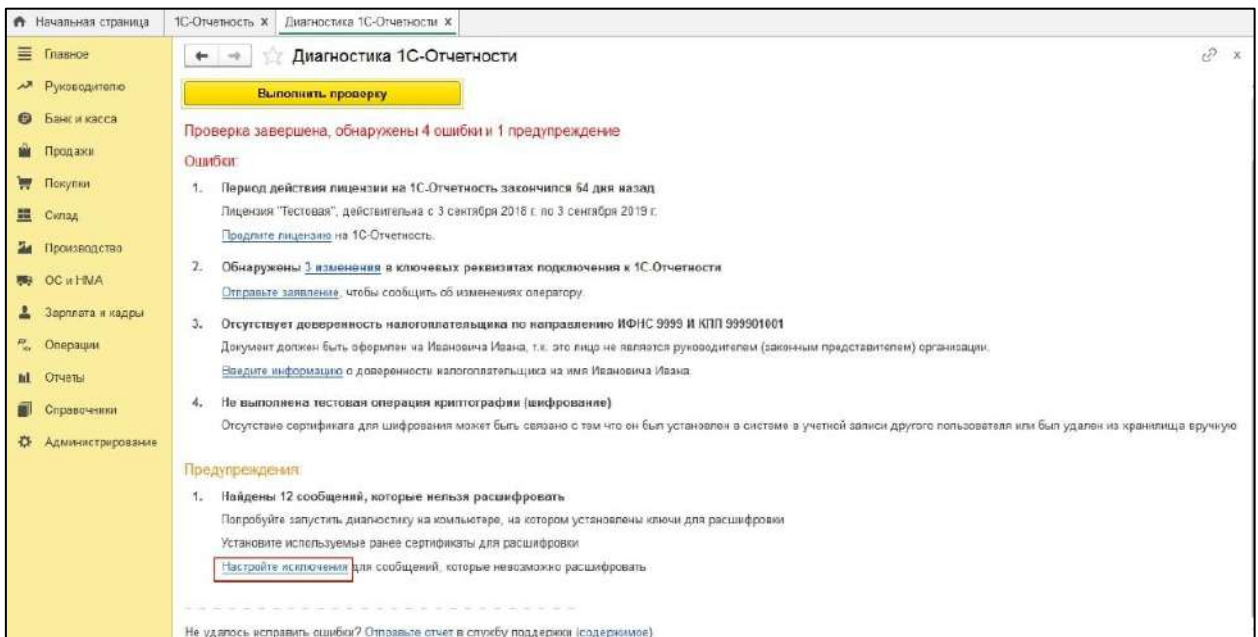 Начальная страница
1С-Отчетность ×
Диагностика 1С-Отчетности ×
Главное
Руководителю
Банк и касса
Продажи
Покупки
Склад
Производство
ОС и НМА
Зарплата и кадры
Операции
Отчеты
Справочники
Администрирование
Диагностика 1С-Отчетности
Выполнить проверку
Проверка завершена, обнаружены 4 ошибки и 1 предупреждение
Ошибки:
1. Период действия лицензии на 1С-Отчетность закончился 64 дня назад
Лицензия "Тестовая", действительна с 3 сентября 2018 г. по 3 сентября 2019 г.
Продлите лицензию на 1С-Отчетность.
2. Обнаружены 3 изменения в ключевых реквизитах подключения к 1С-Отчетности
Отправьте заявление, чтобы сообщить об изменениях оператору.
3. Отсутствует доверенность налогоплательщика по направлению ИФНС 9999 И КПП 999901001
Документ должен быть оформлен на Ивановича Ивана, т.к. это лицо не является руководителем (законным представителем) организации.
Введите информацию о доверенности налогоплательщика на имя Ивановича Ивана.
4. Не выполнена тестовая операция криптографии (шифрование)
Отсутствие сертификата для шифрования может быть связано с тем что он был установлен в системе в учетной записи другого пользователя или был удален из хранилища вручную
Предупреждения:
1. Найдены 12 сообщений, которые нельзя расшифровать
Попробуйте запустить диагностику на компьютере, на котором установлены ключи для расшифровки
Установите используемые ранее сертификаты для расшифровки
Настройте исключения для сообщений, которые невозможно расшифровать
Не удалось исправить ошибки? Отправьте отчет в службу поддержки (содержимое)